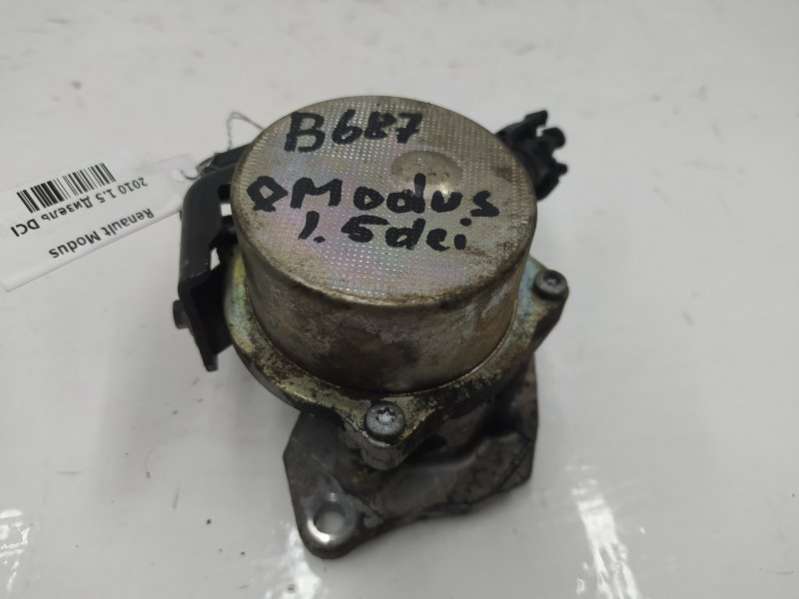 B687
Modus
1.5dci
Renault Modus
2010 1.5 Дизель DCI